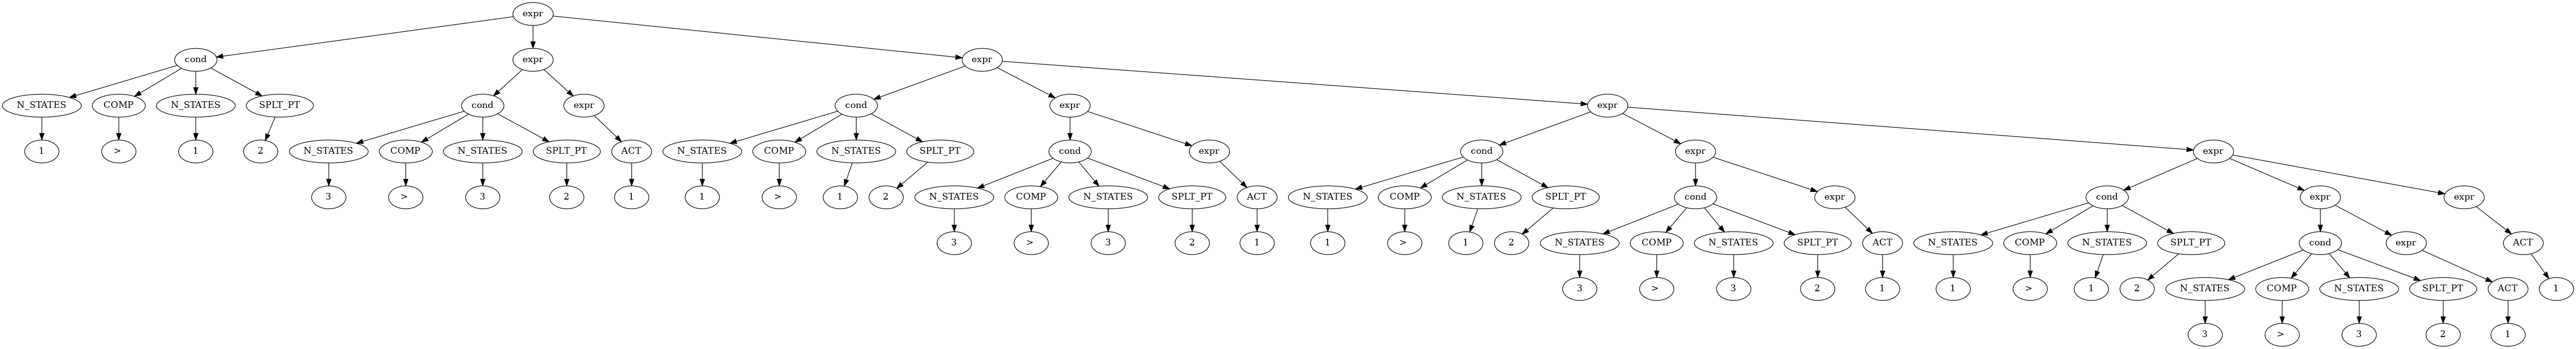 expr
cond expr expr
N_STATES COMP N_STATES SPLT_PT cond expr cond expr expr
1 > 1 2 N_STATES COMP N_STATES SPLT_PT ACT N_STATES COMP N_STATES SPLT_PT cond expr cond expr expr
3 > 3 2 1 1 > 1 2 N_STATES COMP N_STATES SPLT_PT ACT N_STATES COMP N_STATES SPLT_PT cond expr cond expr expr
3 > 3 2 1 1 > 1 2 N_STATES COMP N_STATES SPLT_PT ACT N_STATES COMP N_STATES SPLT_PT cond expr ACT
3 > 3 2 1 1 > 1 2 N_STATES COMP N_STATES SPLT_PT ACT 1
3 > 3 2 1